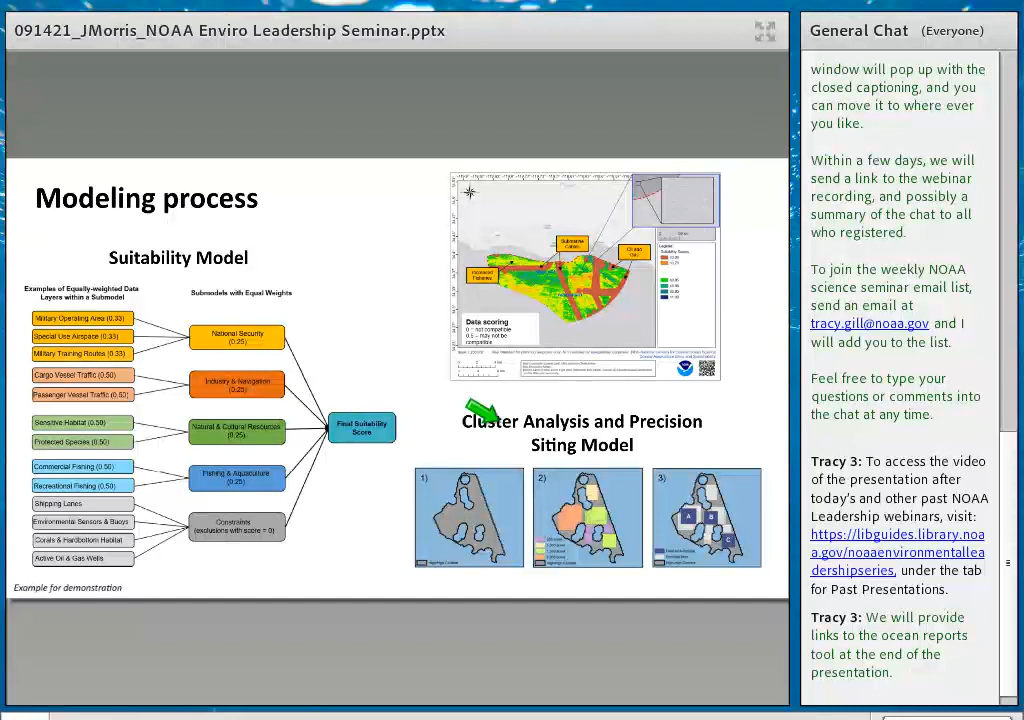 091421_JMorris_NOAA Enviro Leadership Seminar.pptx
Modeling process
Suitability Model
Examples of Equally-weighted Data
Layers within a Submodel
Submodels with Equal Weights
Military Operating Area (0.33)
Special Use Airspace (0.33)
Military Training Routes (0.33)
Cargo Vessel Traffic (0.50)
Passenger Vessel Traffic (0.50)
Sensitive Habitat (0.50)
Protected Species (0.50)
Commercial Fishing (0.50)
Recreational Fishing (0.50)
Shipping Lanes
Environmental Sensors & Buoys
Corals & Hardbottom Habitat
Active Oil & Gas Wells
National Security
(0.25)
Industry & Navigation
(0.25)
Natural & Cultural Resources
(0.25)
Fishing & Aquaculture
(0.25)
Constraints
(exclusions with score = 0)
Final Suitability
Score
Example for demonstration
Submarine
Cables
Oil and
Gas
Increased
Fisheries
Data scoring
0 = not compatible
0.5 = may not be
compatible
Cluster Analysis and Precision
Siting Model
1)
2)
3)
A
B
C
General Chat (Everyone)
window will pop up with the
closed captioning, and you
can move it to where ever
you like.
Within a few days, we will
send a link to the webinar
recording, and possibly a
summary of the chat to all
who registered.
To join the weekly NOAA
science seminar email list,
send an email at
tracy.gill@noaa.gov and I
will add you to the list.
Feel free to type your
questions or comments
into the chat at any time.
Tracy 3: To access the video
of the presentation after
today's and other past NOAA
Leadership webinars, visit:
https://libguides.library.noa
a.gov/noaaenvironmentallea
dershipseries, under the tab
for Past Presentations.
Tracy 3: We will provide
links to the ocean reports
tool at the end of the
presentation.